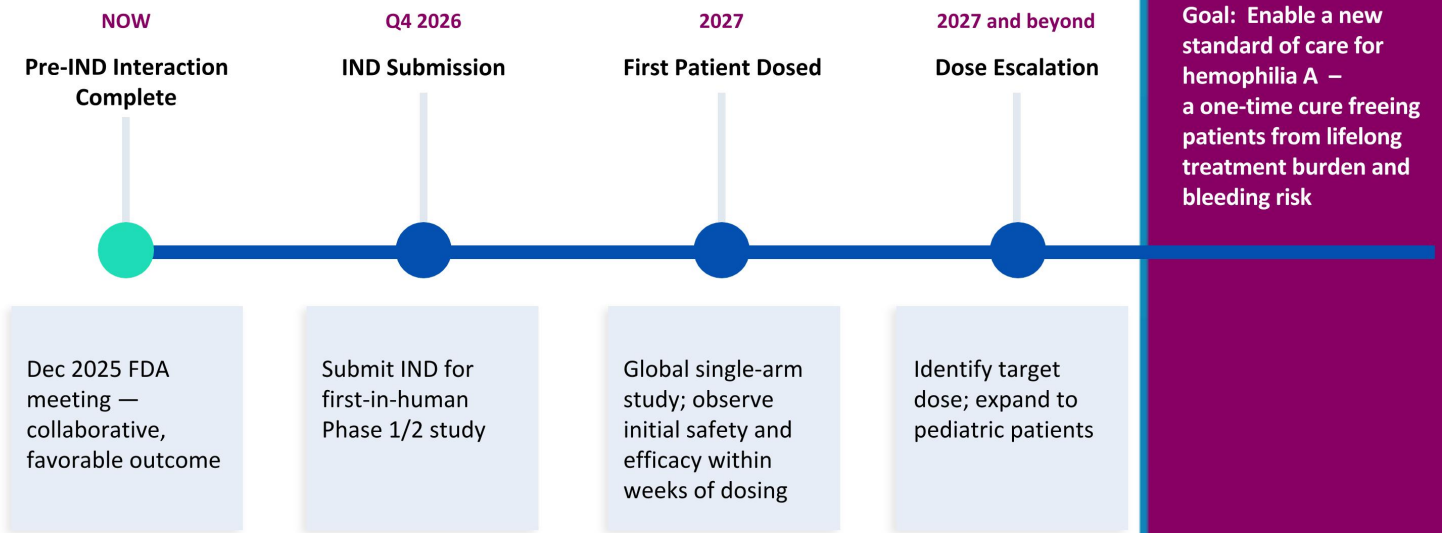 NOW
Pre-IND Interaction
Complete
Dec 2025 FDA
meeting —
collaborative,
favorable outcome
Q4 2026
IND Submission
Submit IND for
first-in-human
Phase 1/2 study
2027
First Patient Dosed
Global single-arm
study; observe
initial safety and
efficacy within
weeks of dosing
2027 and beyond
Dose Escalation
Identify target
dose; expand to
pediatric patients
Goal:  Enable a new
standard of care for
hemophilia A  –
a one-time cure freeing
patients from lifelong
treatment burden and
bleeding risk